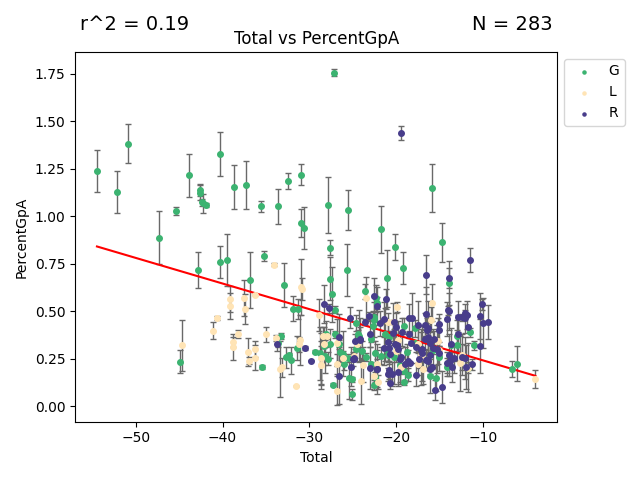 r^2 = 0.19 N = 283
Total vs PercentGpA
G
L
R
PercentGpA
1.75
1.50
1.25
1.00
0.75
0.50
0.25
0.00
−50 −40 −30 −20 −10
Total